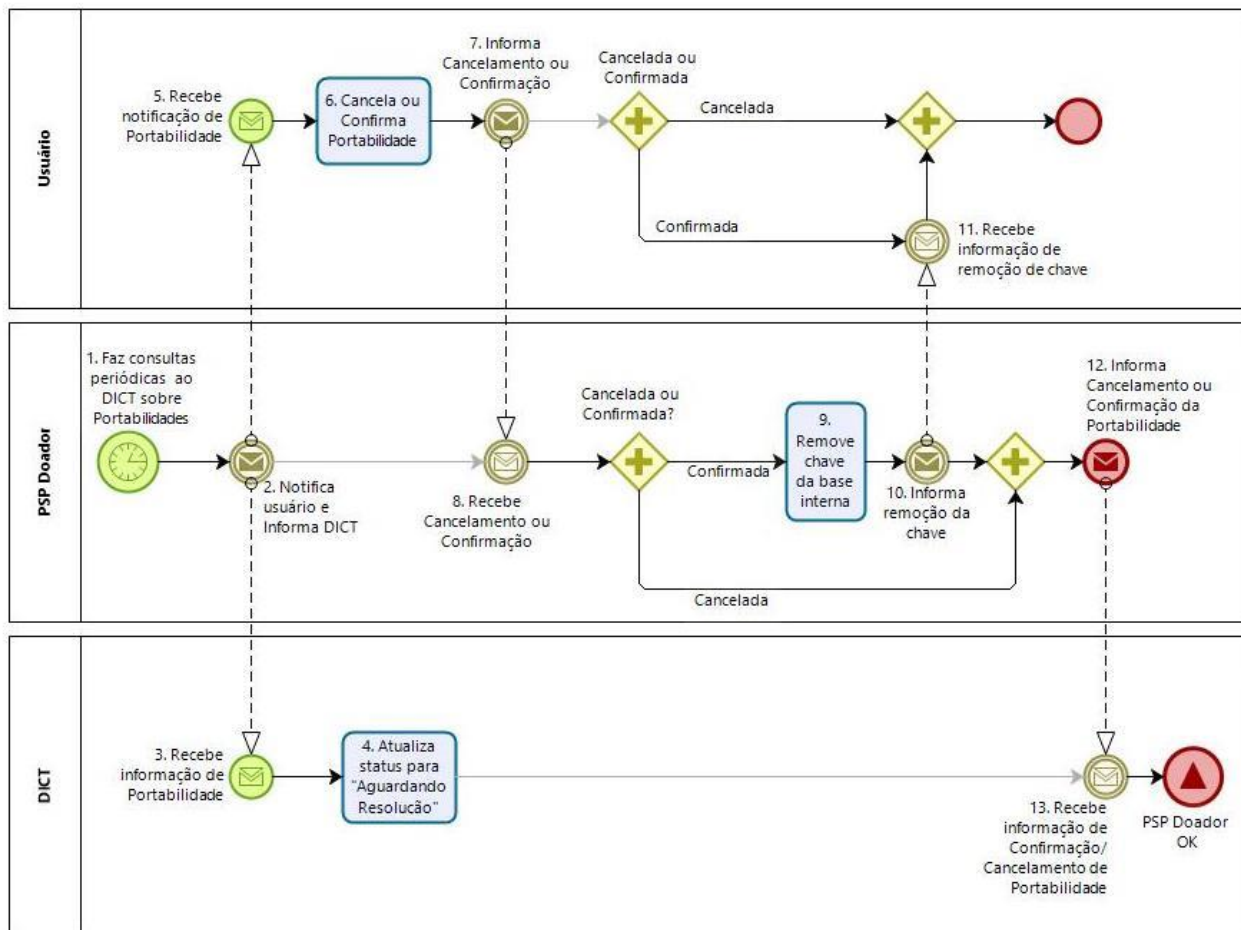 Usuário
5. Recebe
notificação de
Portabilidade
6. Cancela ou
Confirma
Portabilidade
7. Informa
Cancelamento ou
Confirmação
Cancelada ou
Confirmada
Cancelada
Confirmada
11. Recebe
informação de
remoção de chave
PSP Doador
1. Faz consultas
periódicas ao
DICT sobre
Portabilidades
2. Notifica
usuário e
Informa DICT
8. Recebe
Cancelamento ou
Confirmação
Cancelada ou
Confirmada?
Confirmada
Cancelada
9.
Remove
chave
da base
interna
10. Informa
remoção da
chave
12. Informa
Cancelamento ou
Confirmação da
Portabilidade
DICT
3. Recebe
informação de
Portabilidade
4. Atualiza
status para
"Aguardando
Resolução"
13. Recebe
informação de
Confirmação/
Cancelamento de
Portabilidade
PSP Doador
OK